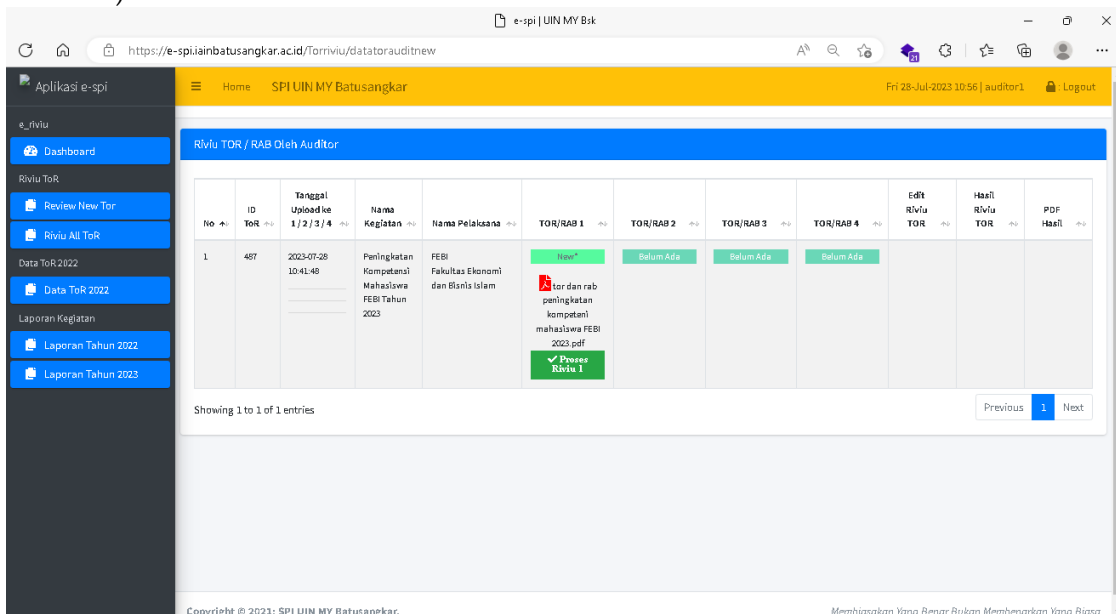 e-spi | UIN MY Bsk
https://e-spi.iainbatusangkar.ac.id/Torriviu/datatorauditnew
21
Aplikasi e-spi
Home SPI UIN MY Batusangkar
Fri 28-Jul-2023 10:56 | auditor1 : Logout
e_riviu
Dashboard
Riviu ToR
Review New Tor
Riviu All ToR
Data ToR 2022
Data ToR 2022
Laporan Kegiatan
Laporan Tahun 2022
Laporan Tahun 2023
Riviu TOR / RAB Oleh Auditor
No
ID
ToR
Tanggal
Upload ke
1 / 2 / 3 / 4
Nama
Kegiatan
Nama Pelaksana
TOR/RAB 1
TOR/RAB 2
TOR/RAB 3
TOR/RAB 4
Edit
Riviu
TOR
Hasil
Riviu
TOR
PDF
Hasil
1
487
2023-07-28
10:41:48
Peningkatan
Kompetensi
Mahasiswa
FEBI Tahun
2023
FEBI
Fakultas Ekonomi
dan Bisnis Islam
New*
tor dan rab
peningkatan
kompeteni
mahasiswa FEBI
2023.pdf
Proses
Riviu 1
Belum Ada
Belum Ada
Belum Ada
Showing 1 to 1 of 1 entries
Previous 1 Next
Copyright © 2021: SPI UIN MY Batusangkar.
Membiasakan Yang Benar Bukan Membenarkan Yang Biasa